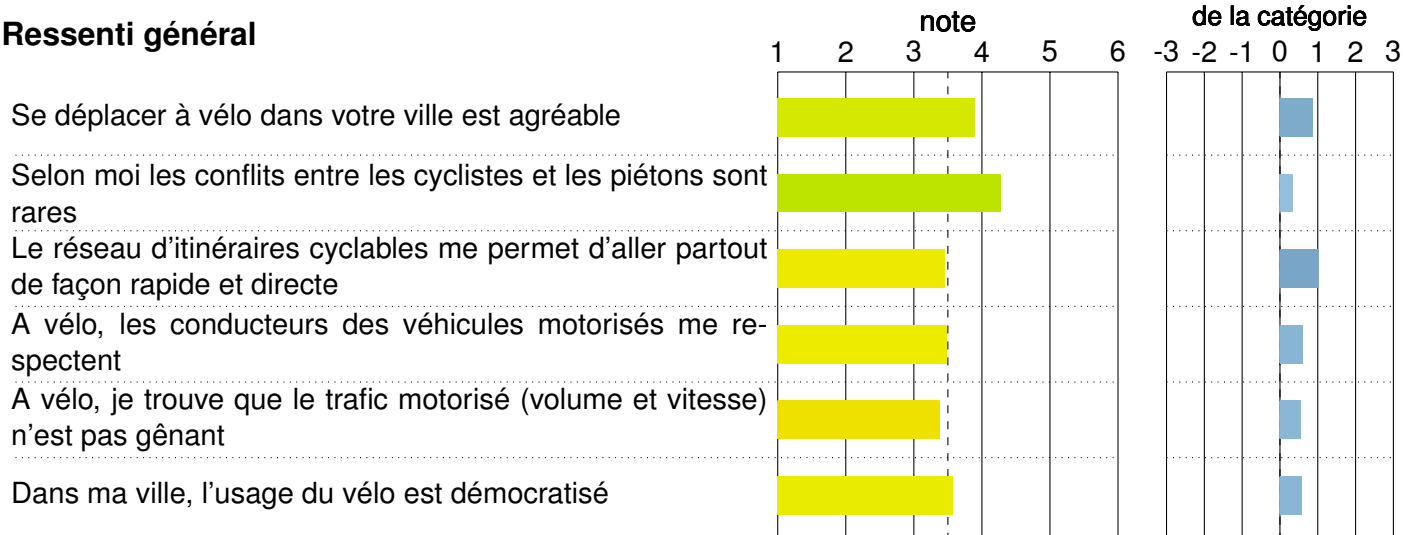 Ressenti général
note
de la catégorie
1 2 3 4 5 6
-3 -2 -1 0 1 2 3
Se déplacer à vélo dans votre ville est agréable
Selon moi les conflits entre les cyclistes et les piétons sont
rares
Le réseau d'itinéraires cyclables me permet d'aller partout
de façon rapide et directe
A vélo, les conducteurs des véhicules motorisés me re-
spectent
A vélo, je trouve que le trafic motorisé (volume et vitesse)
n'est pas gênant
Dans ma ville, l'usage du vélo est démocratisé